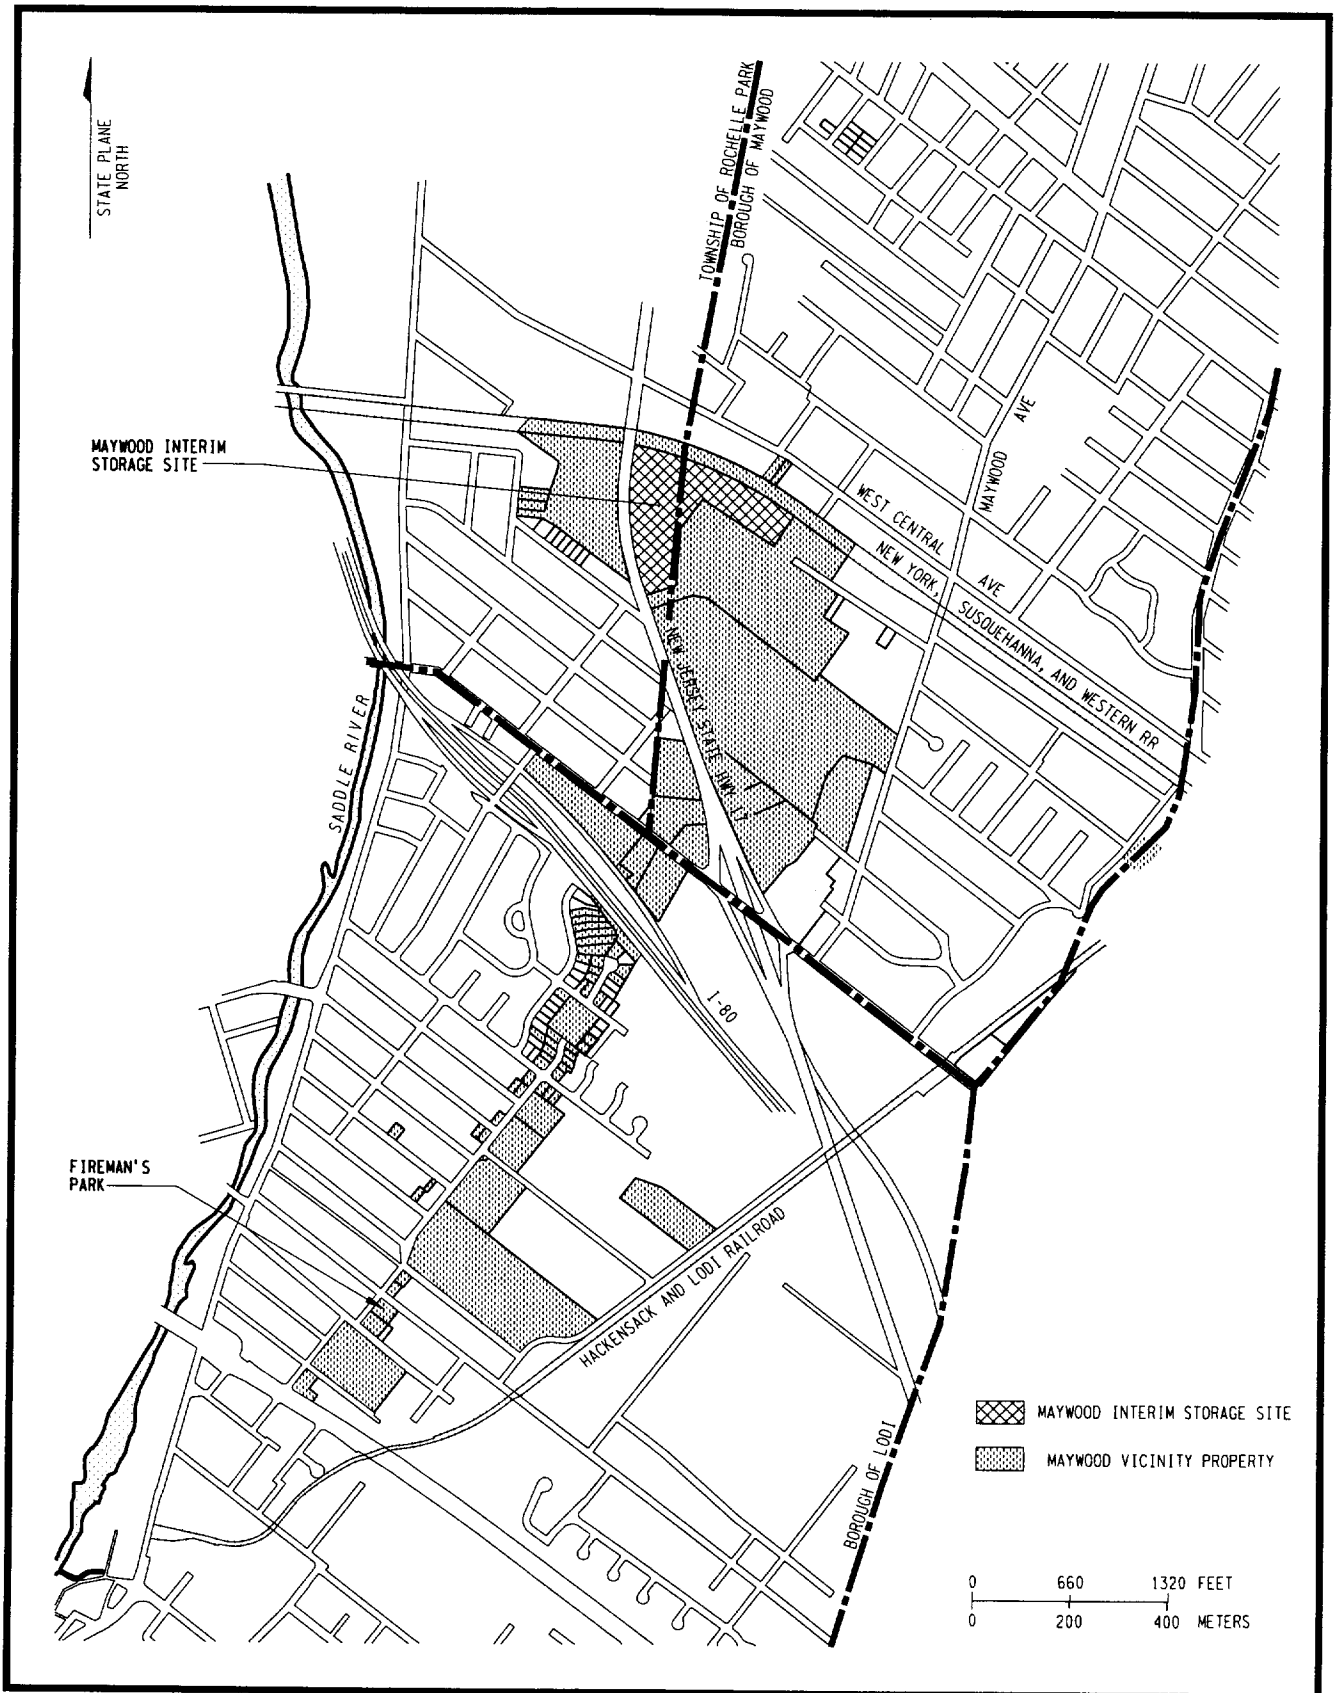 STATE PLANE
NORTH
TOWNSHIP OF ROCHELLE PARK
BOROUGH OF MAYWOOD
MAYWOOD INTERIM
STORAGE SITE
MAYWOOD AVE
WEST CENTRAL AVE
NEW YORK, SUSQUEHANNA, AND WESTERN RR
NEW JERSEY STATE HWY 17
SADDLE RIVER
I-80
FIREMAN'S
PARK
HACKENSACK AND LODI RAILROAD
BOROUGH OF LODI
MAYWOOD INTERIM STORAGE SITE
MAYWOOD VICINITY PROPERTY
0 660 1320 FEET
0 200 400 METERS